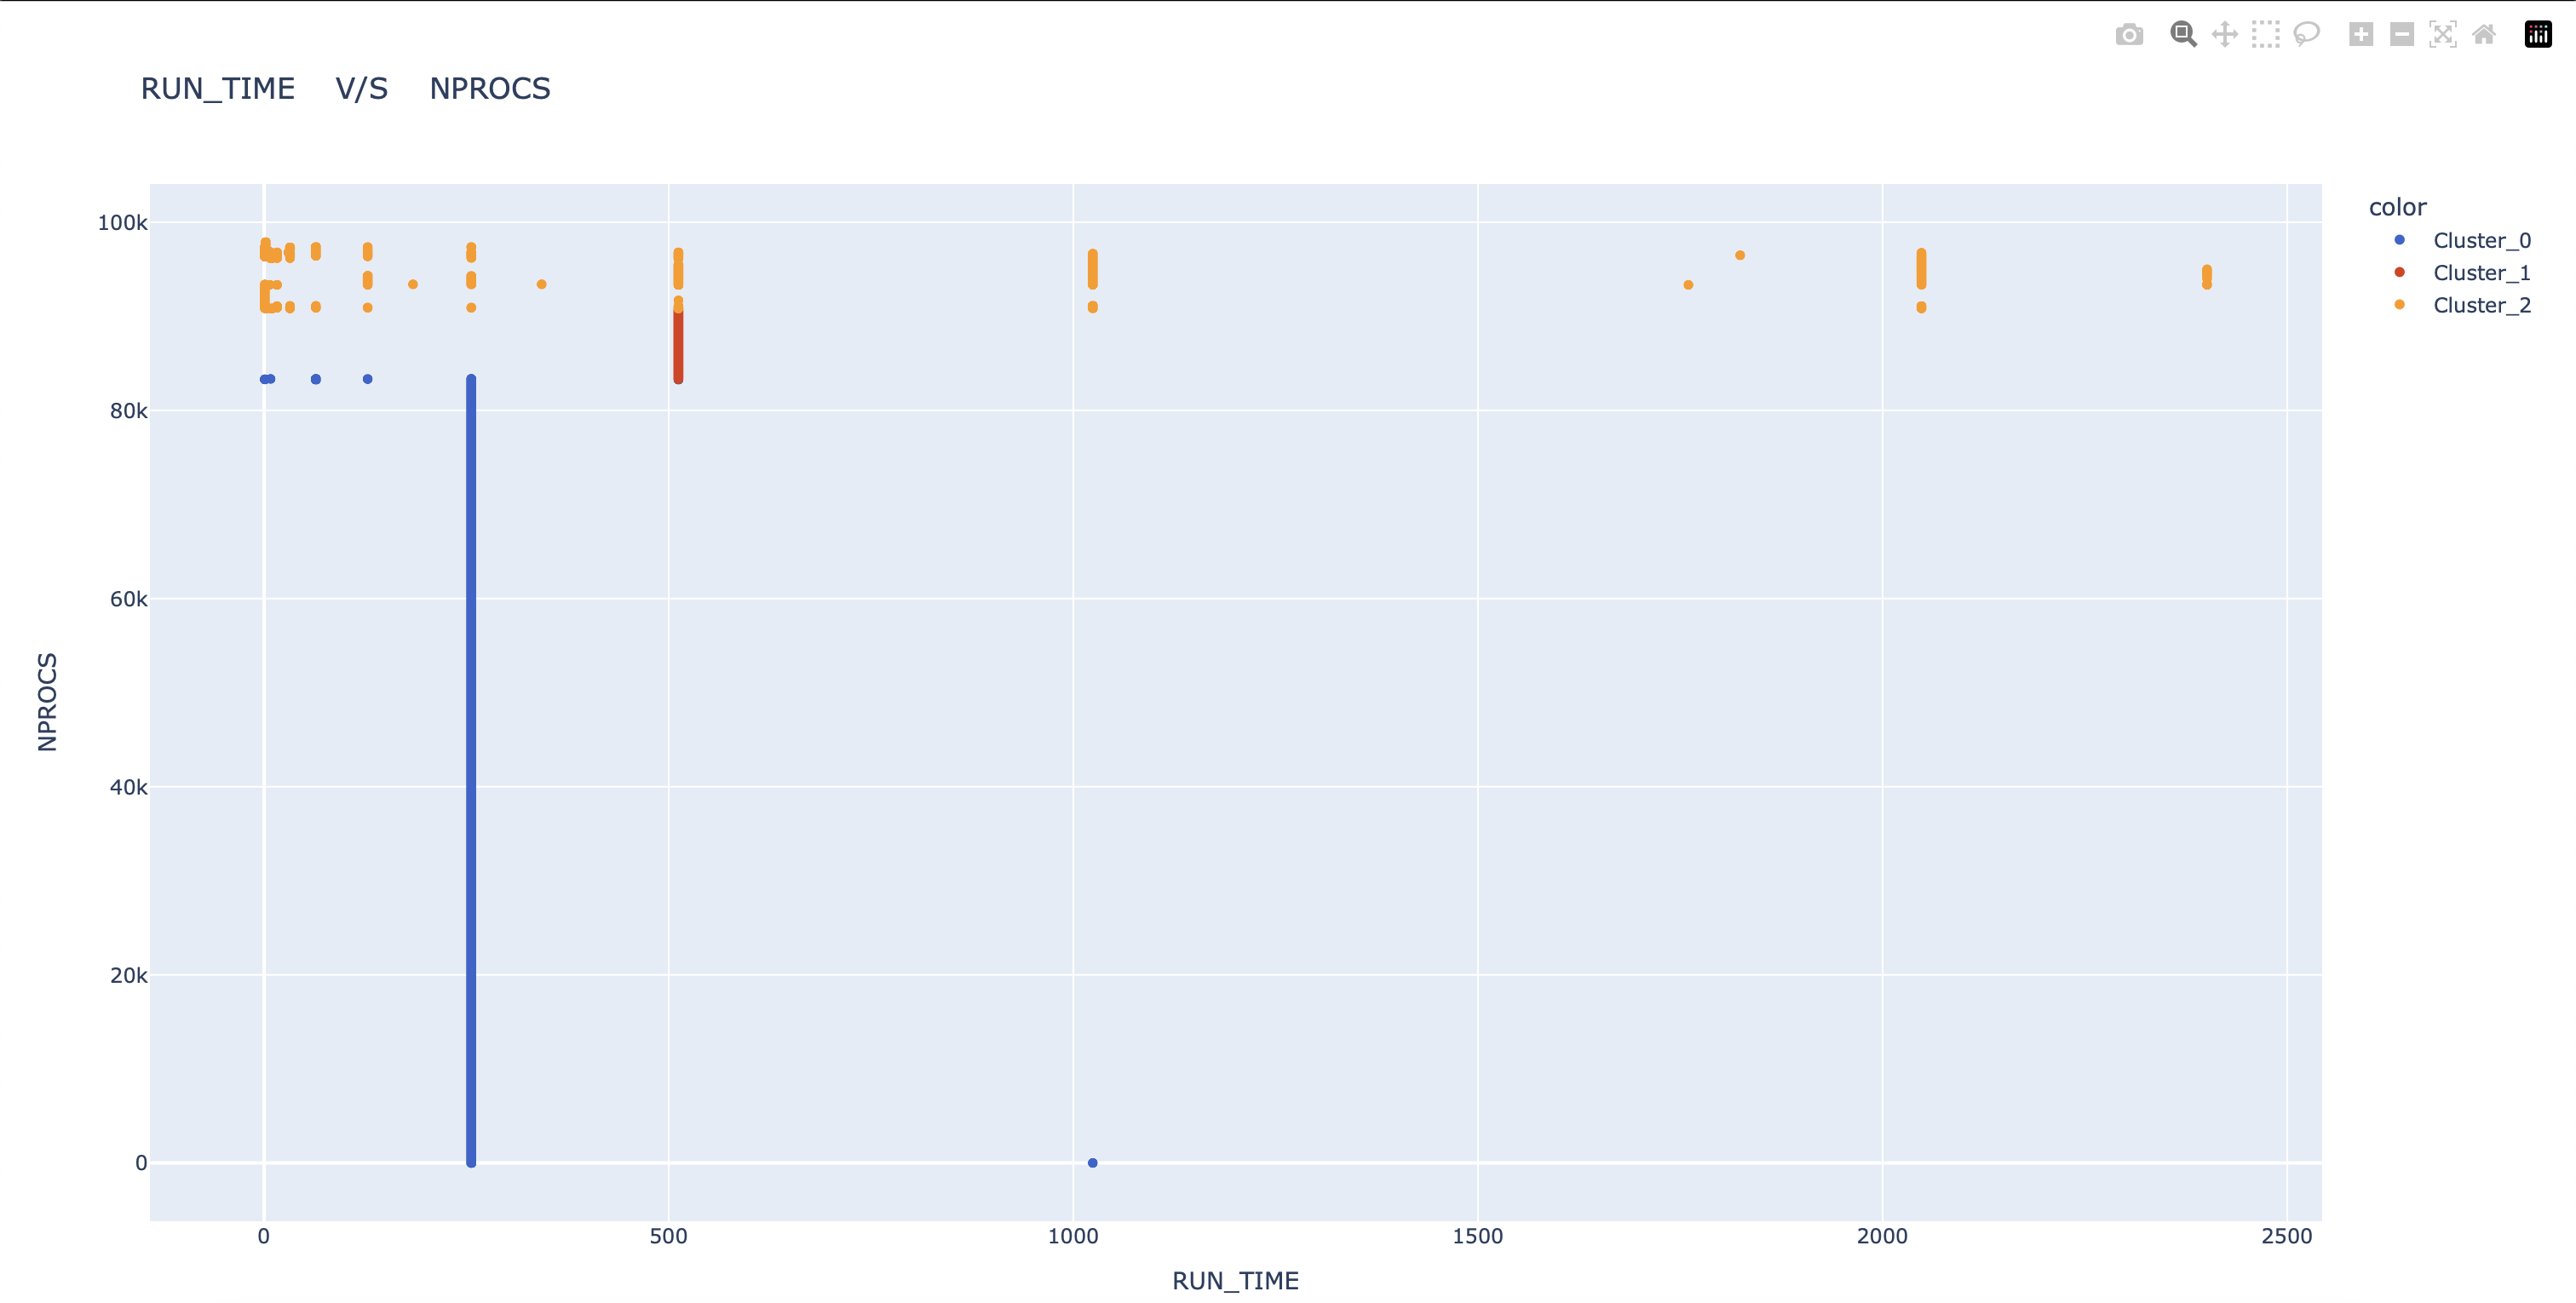 RUN_TIME V/S NPROCS
color
Cluster_0
Cluster_1
Cluster_2
100k
80k
60k
40k
20k
0
NPROCS
0 500 1000 1500 2000 2500
RUN_TIME